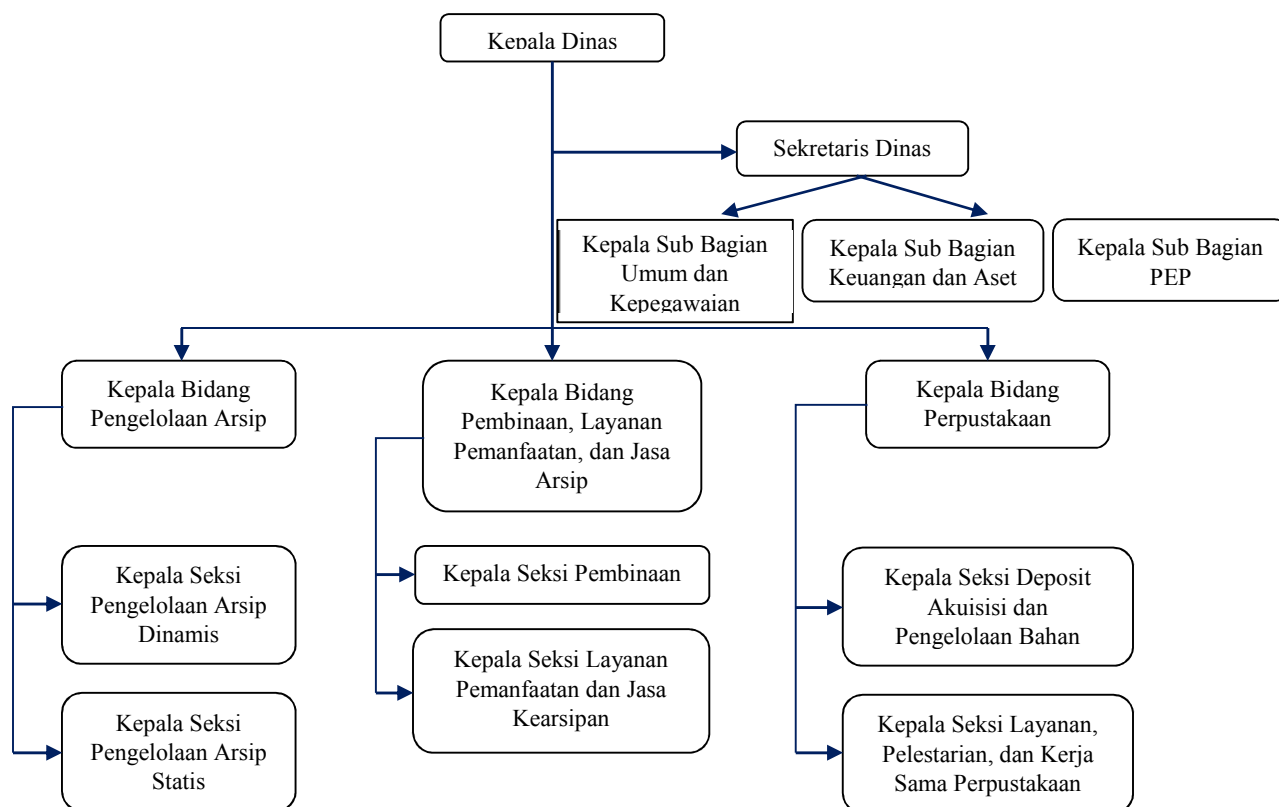 Kepala Dinas
Sekretaris Dinas
Kepala Sub Bagian
Umum dan
Kepegawaian
Kepala Sub Bagian
Keuangan dan Aset
Kepala Sub Bagian
PEP
Kepala Bidang
Pengelolaan Arsip
Kepala Bidang
Pembinaan, Layanan
Pemanfaatan, dan Jasa
Arsip
Kepala Bidang
Perpustakaan
Kepala Seksi
Pengelolaan Arsip
Dinamis
Kepala Seksi
Pengelolaan Arsip
Statis
Kepala Seksi Pembinaan
Kepala Seksi Layanan
Pemanfaatan dan Jasa
Kearsipan
Kepala Seksi Deposit
Akuisisi dan
Pengelolaan Bahan
Kepala Seksi Layanan,
Pelestarian, dan Kerja
Sama Perpustakaan